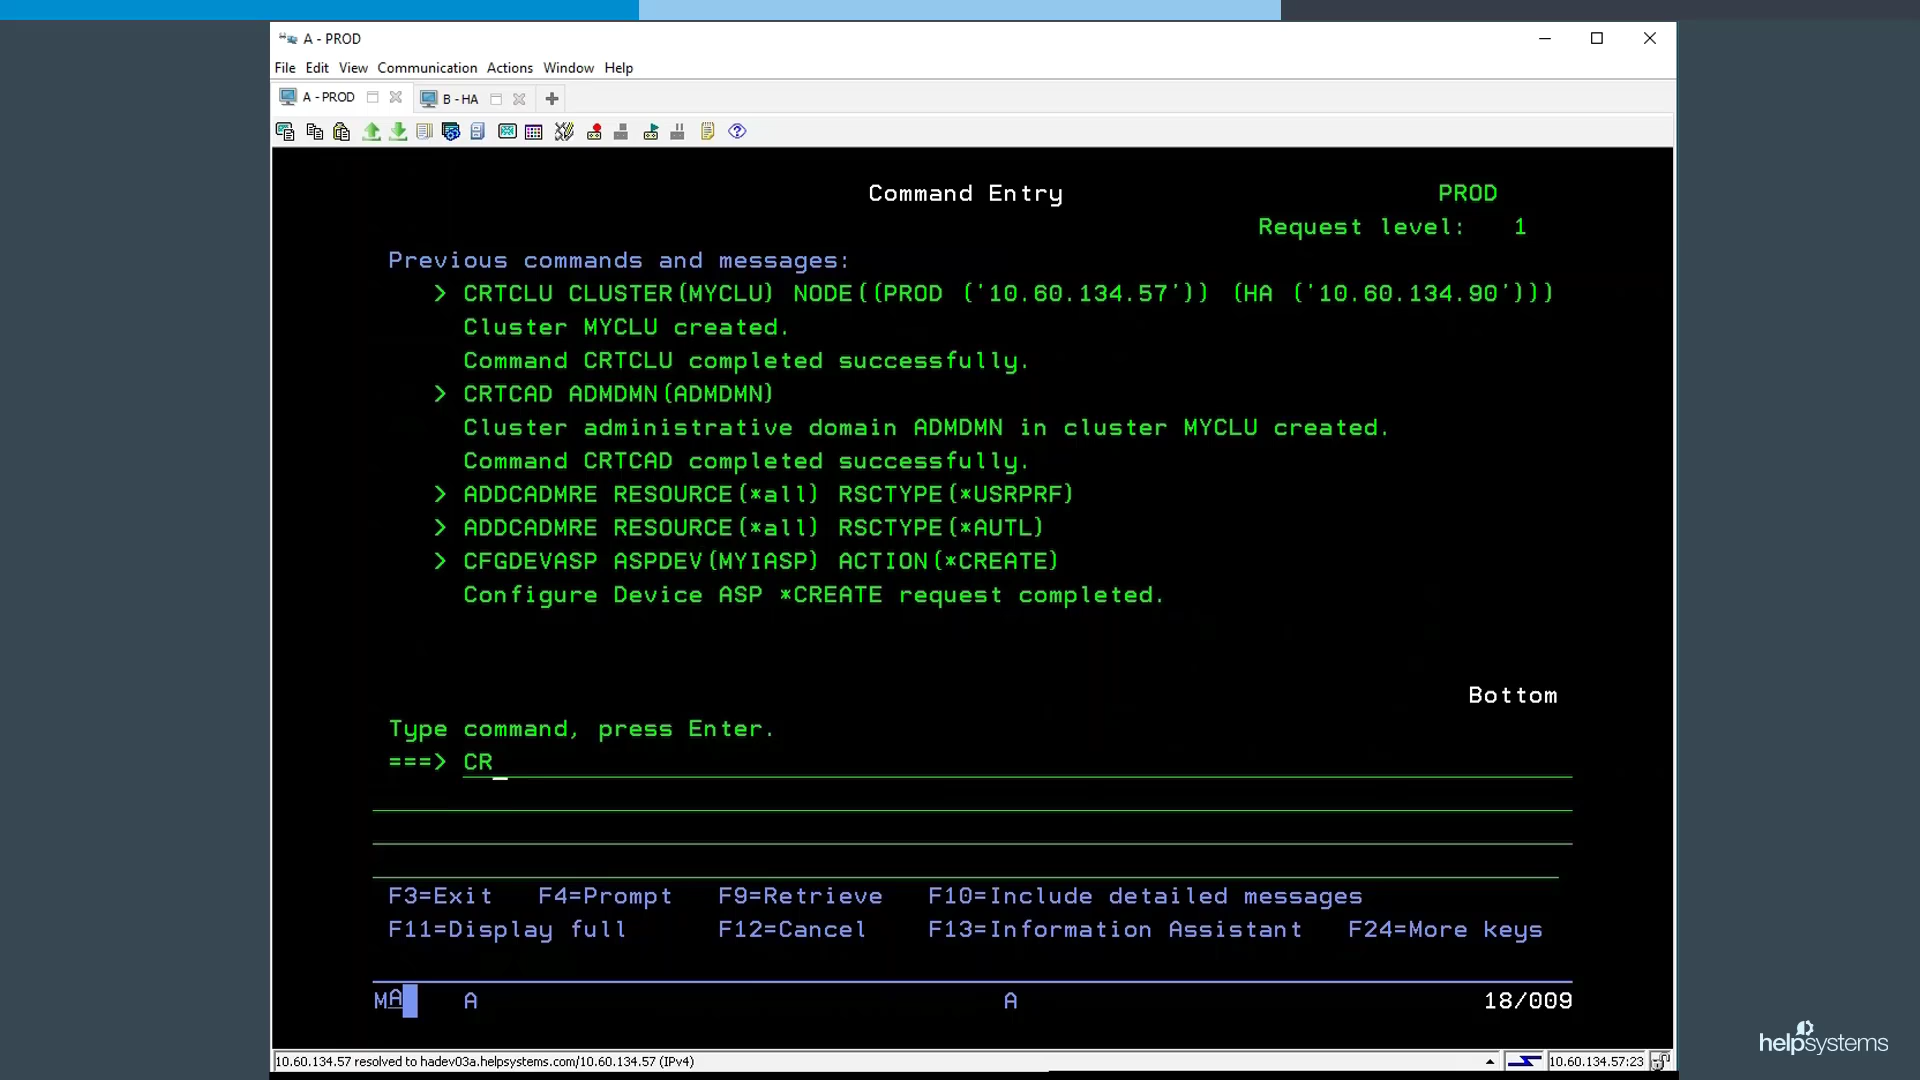 A - PROD
File Edit View Communication Actions Window Help
A - PROD B - HA
Command Entry PROD
Request level: 1
Previous commands and messages:
> CRTCLU CLUSTER(MYCLU) NODE((PROD ('10.60.134.57')) (HA ('10.60.134.90')))
Cluster MYCLU created.
Command CRTCLU completed successfully.
> CRTCAD ADMDMN(ADMDMN)
Cluster administrative domain ADMDMN in cluster MYCLU created.
Command CRTCAD completed successfully.
> ADDCADMRE RESOURCE(*all) RSCTYPE(*USRPRF)
> ADDCADMRE RESOURCE(*all) RSCTYPE(*AUTL)
> CFGDEVASP ASPDEV(MYIASP) ACTION(*CREATE)
Configure Device ASP *CREATE request completed.
Bottom
Type command, press Enter.
===> CR_
F3=Exit F4=Prompt F9=Retrieve F10=Include detailed messages
F11=Display full F12=Cancel F13=Information Assistant F24=More keys
MA A A 18/009
10.60.134.57 resolved to hadev03a.helpsystems.com/10.60.134.57 (IPv4) 10.60.134.57:23
helpsystems